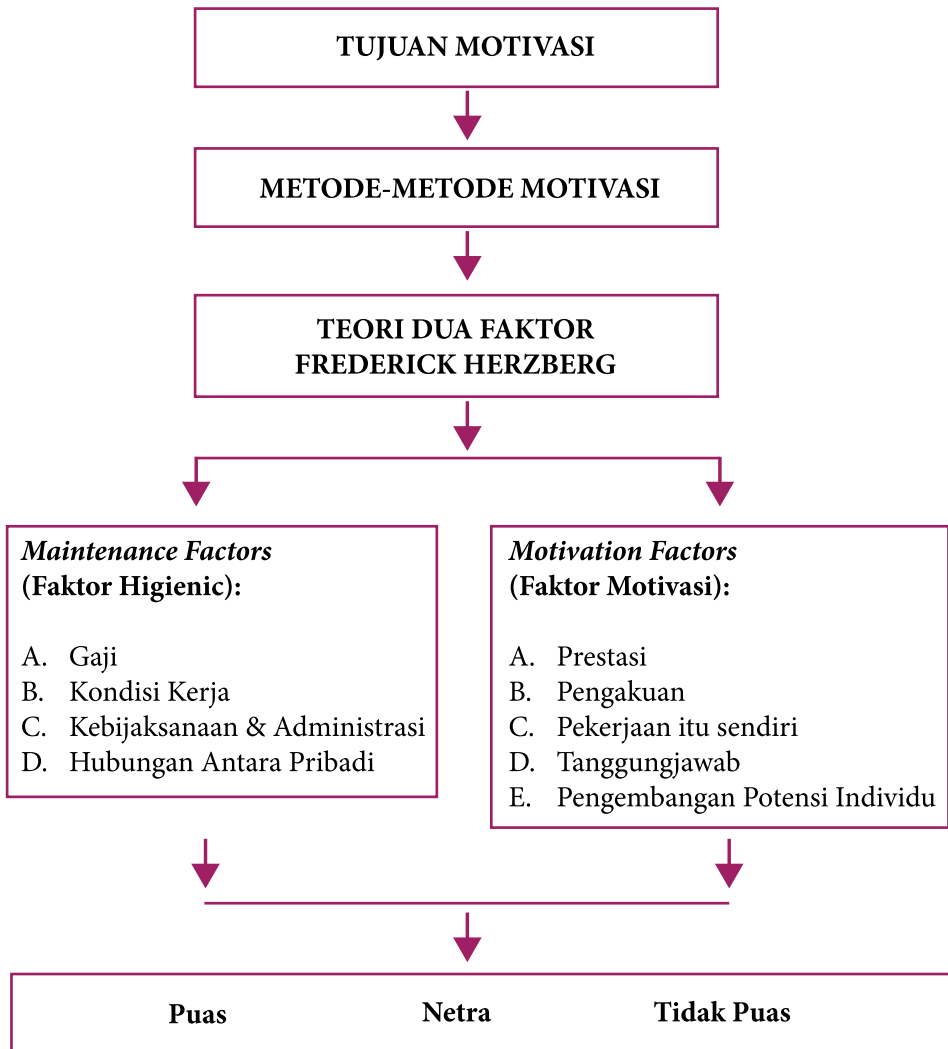 TUJUAN MOTIVASI
METODE-METODE MOTIVASI
TEORI DUA FAKTOR
FREDERICK HERZBERG
Maintenance Factors
(Faktor Higienic):
A. Gaji
B. Kondisi Kerja
C. Kebijaksanaan & Administrasi
D. Hubungan Antara Pribadi
Motivation Factors
(Faktor Motivasi):
A. Prestasi
B. Pengakuan
C. Pekerjaan itu sendiri
D. Tanggungjawab
E. Pengembangan Potensi Individu
Puas Netra Tidak Puas